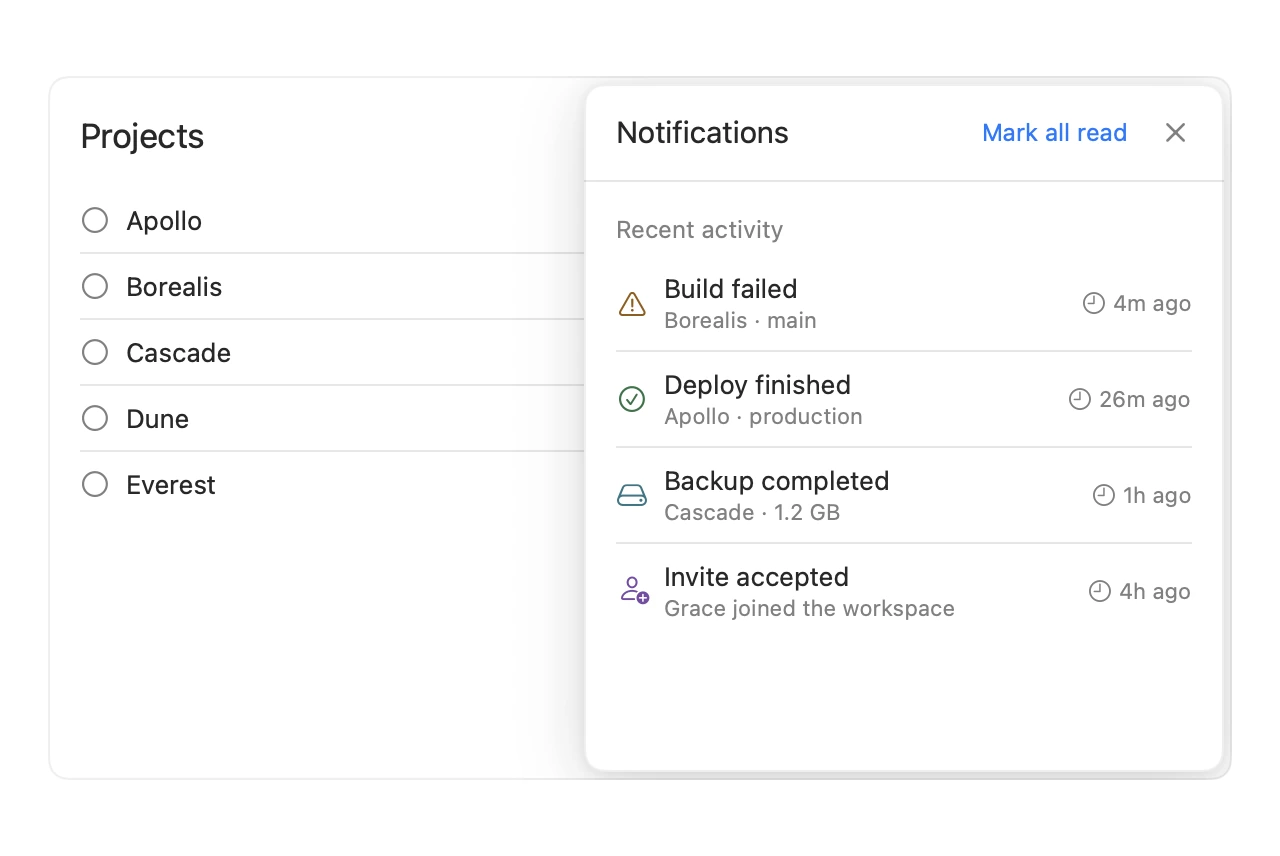 Projects
Apollo
Borealis
Cascade
Dune
Everest
Notifications
Mark all read
Recent activity
Build failed
Borealis · main
4m ago
Deploy finished
Apollo · production
26m ago
Backup completed
Cascade · 1.2 GB
1h ago
Invite accepted
Grace joined the workspace
4h ago